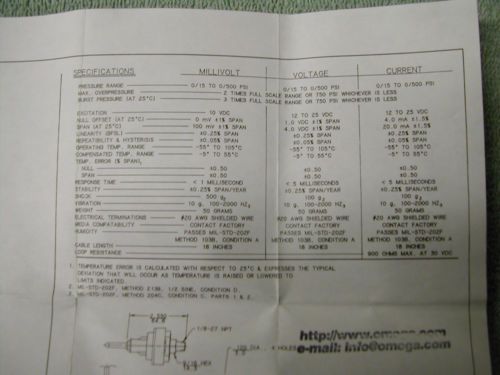 SPECIFICATIONS MILLIVOLT VOLTAGE CURRENT
PRESSURE RANGE 0/15 TO 0/500 PSI 0/15 TO 0/500 PSI 0/15 TO 0/500 PSI
MAX. OVERPRESSURE 2 TIMES FULL SCALE RANGE OR 750 PSI WHICHEVER IS LESS
BURST PRESSURE (AT 25°C) 3 TIMES FULL SCALE RANGE OR 750 PSI WHICHEVER IS LESS
EXCITATION 10 VDC 12 TO 25 VDC 12 TO 25 VDC
NULL OFFSET (AT 25°C) 0 mV ±1% SPAN 1.0 VDC ±1% SPAN 4.0 mA ±1.5%
SPAN (AT 25°C) 100 mV ±1% SPAN 4.0 VDC ±1% SPAN 20.0 mA ±1.5%
LINEARITY (BFSL) ±0.25% SPAN ±0.25% SPAN ±0.25% SPAN
REPEATABILITY & HYSTERSIS ±0.05% SPAN ±0.05% SPAN ±0.05% SPAN
OPERATING TEMP. RANGE -55° TO 105°C -55° TO 105°C -55° TO 105°C
COMPENSATED TEMP. RANGE -5° TO 55°C -5° TO 55°C -5° TO 55°C
TEMP. ERROR (% SPAN),
NULL ±0.50 ±0.50 ±0.50
SPAN ±0.50 ±0.50 ±0.50
RESPONSE TIME < 1 MILLISECONDS < 5 MILLISECONDS < 5 MILLISECONDS
STABILITY ±0.25% SPAN/YEAR ±0.25% SPAN/YEAR ±0.25% SPAN/YEAR
SHOCK 500 g 100 g 100 g
VIBRATION 10 g, 100-2000 HZ 10 g, 100-2000 HZ 10 g, 100-2000 HZ
WEIGHT 50 GRAMS 50 GRAMS 50 GRAMS
ELECTRICAL TERMINATIONS #20 AWG SHIELDED WIRE #20 AWG SHIELDED WIRE #20 AWG SHIELDED WIRE
MEDIA COMPATABILITY CONTACT FACTORY CONTACT FACTORY CONTACT FACTORY
HUMIDITY PASSES MIL-STD-202F PASSES MIL-STD-202F PASSES MIL-STD-202F
METHOD 103B, CONDITION A METHOD 103B, CONDITION A METHOD 103B, CONDITION A
CABLE LENGTH 18 INCHES 18 INCHES 18 INCHES
LOOP RESISTANCE 900 OHMS MAX. AT 30 VDC
1. TEMPERATURE ERROR IS CALCULATED WITH RESPECT TO 25°C & EXPRESSES THE TYPICAL
DEVIATION THAT WILL OCCUR AS TEMPERATURE IS RAISED OR LOWERED TO
LIMITS INDICATED.
2. MIL-STD-202F, METHOD 213B, 1/2 SINE, CONDITION D.
3. MIL-STD-202F, METHOD 204C, CONDITION C, PARTS 1 & 2.
1/8-27 NPT
HEX
DIA. 4 HOLES
http://www.omega.com
e-mail: info@omega.com